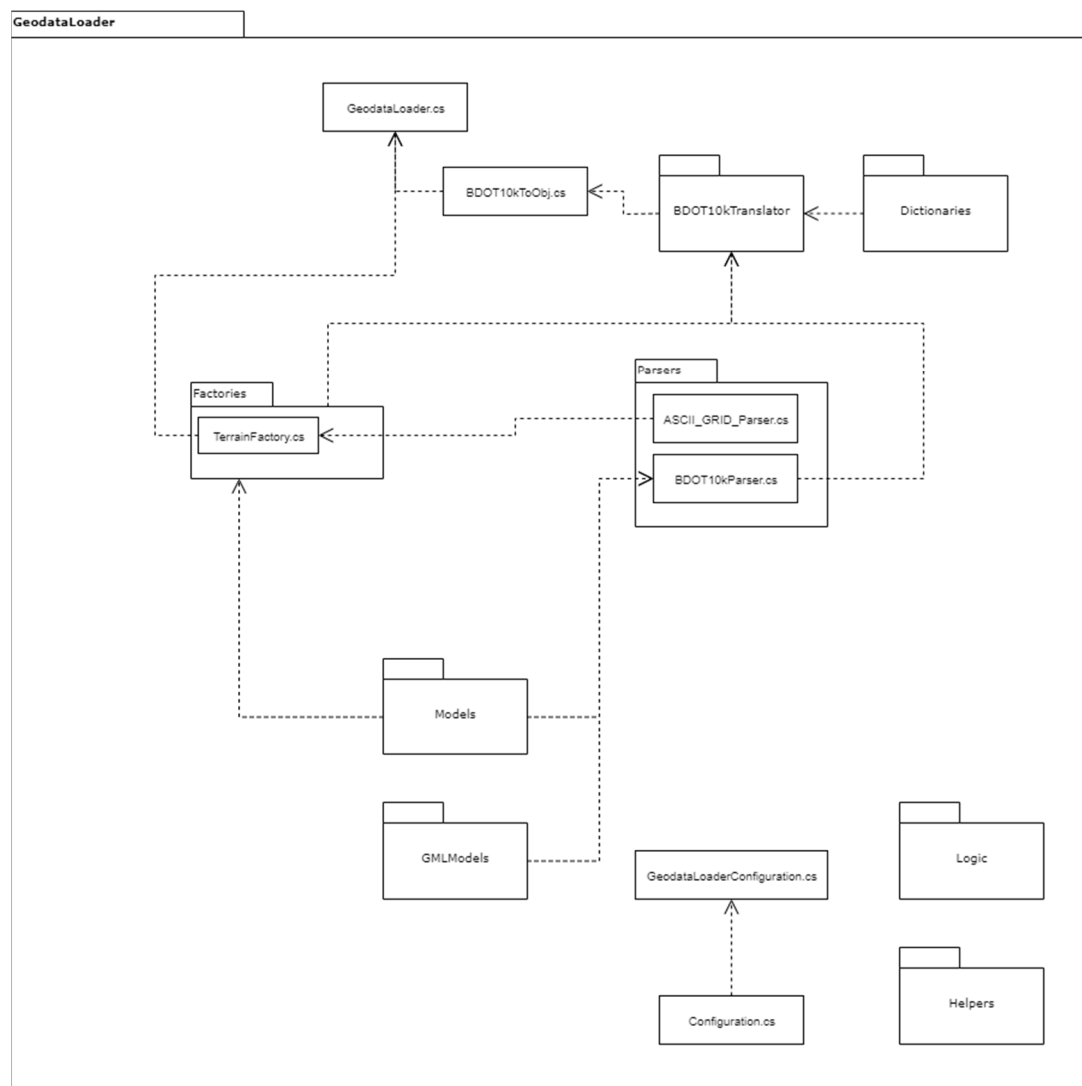 GeodataLoader
GeodataLoader.cs
BDOT10kToObj.cs
BDOT10kTranslator
Dictionaries
Factories
TerrainFactory.cs
Parsers
ASCII_GRID_Parser.cs
BDOT10kParser.cs
Models
GMLModels
GeodataLoaderConfiguration.cs
Logic
Configuration.cs
Helpers